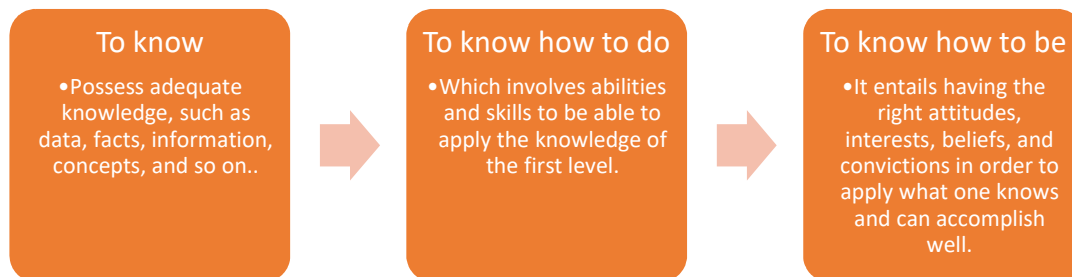 To know
•Possess adequate
knowledge, such as
data, facts, information,
concepts, and so on..
To know how to do
•Which involves abilities
and skills to be able to
apply the knowledge of
the first level.
To know how to be
•It entails having the
right attitudes,
interests, beliefs, and
convictions in order to
apply what one knows
and can accomplish
well.